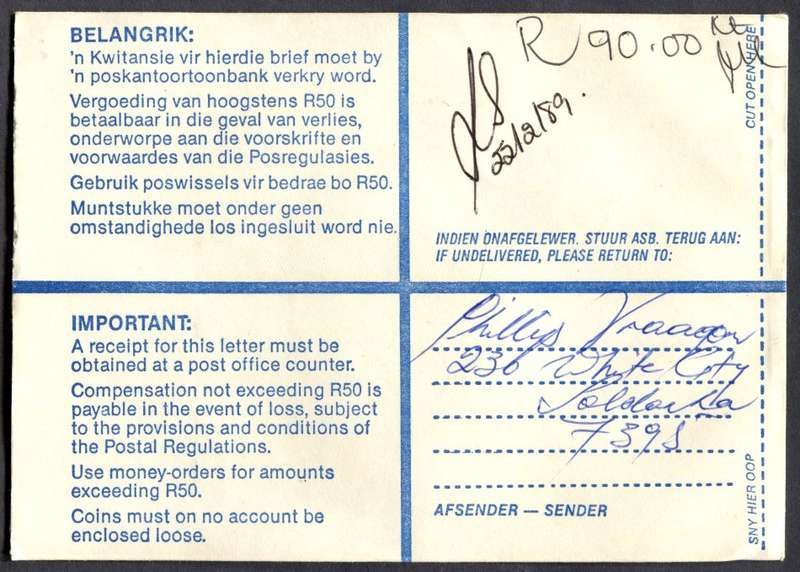 BELANGRIK:
'n Kwitansie vir hierdie brief moet by
'n poskantoortoonbank verkry word.
Vergoeding van hoogstens R50 is
betaalbaar in die geval van verlies,
onderworpe aan die voorskrifte en
voorwaardes van die Posregulasies.
Gebruik poswissels vir bedrae bo R50.
Muntstukke moet onder geen
omstandighede los ingesluit word nie.
R 90.00
22/2/89.
CUT OPEN HERE
INDIEN ONAFGELEWER, STUUR ASB. TERUG AAN:
IF UNDELIVERED, PLEASE RETURN TO:
IMPORTANT:
A receipt for this letter must be
obtained at a post office counter.
Compensation not exceeding R50 is
payable in the event of loss, subject
to the provisions and conditions of
the Postal Regulations.
Use money-orders for amounts
exceeding R50.
Coins must on no account be
enclosed loose.
Phillys
230 White City
7395
AFSENDER — SENDER
SNY HIER OOP